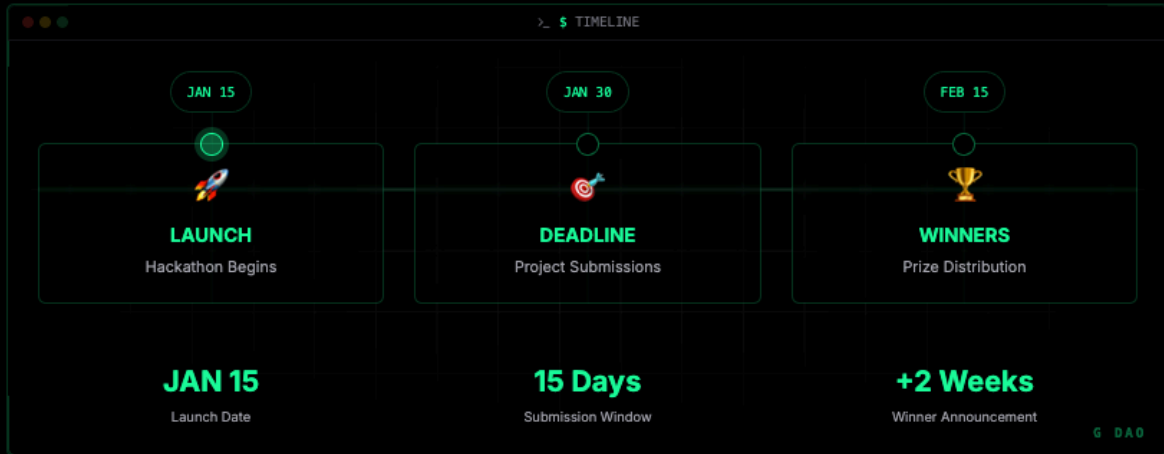 >_ $ TIMELINE
JAN 15
JAN 30
FEB 15
LAUNCH
Hackathon Begins
DEADLINE
Project Submissions
WINNERS
Prize Distribution
JAN 15
Launch Date
15 Days
Submission Window
+2 Weeks
Winner Announcement
G DAO